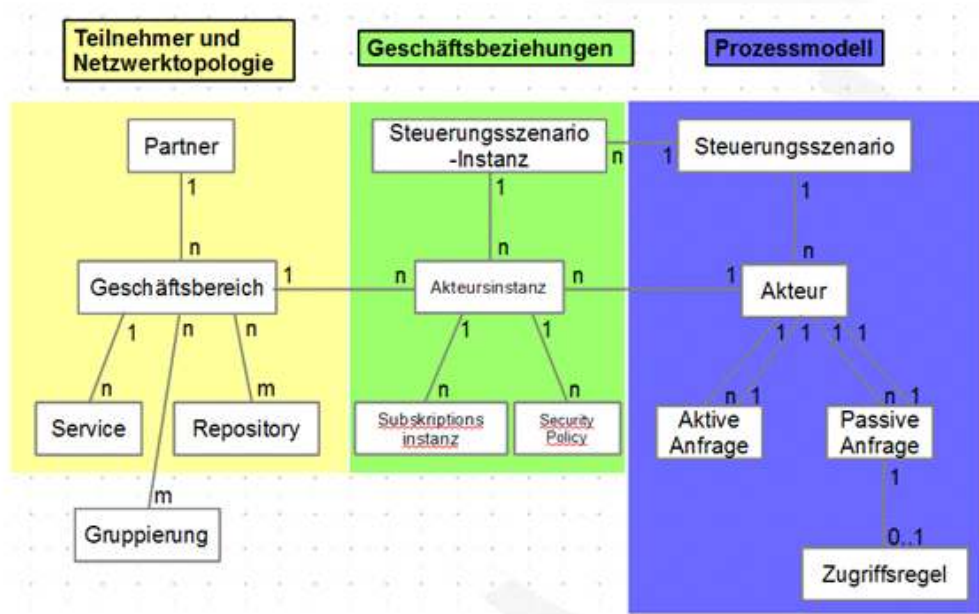 Teilnehmer und
Netzwerktopologie
Geschäftsbeziehungen
Prozessmodell
Partner
Steuerungsszenario
-Instanz
Steuerungsszenario
n
1
1
1
1
n
n
n
Geschäftsbereich
1
n
Akteursinstanz
n
1
Akteur
1
n
n
1
1
1
1
1
1
n
m
n
n
n
1
n
1
Service
Repository
Subskriptions
instanz
Security
Policy
Aktive
Anfrage
Passive
Anfrage
m
1
Gruppierung
0..1
Zugriffsregel